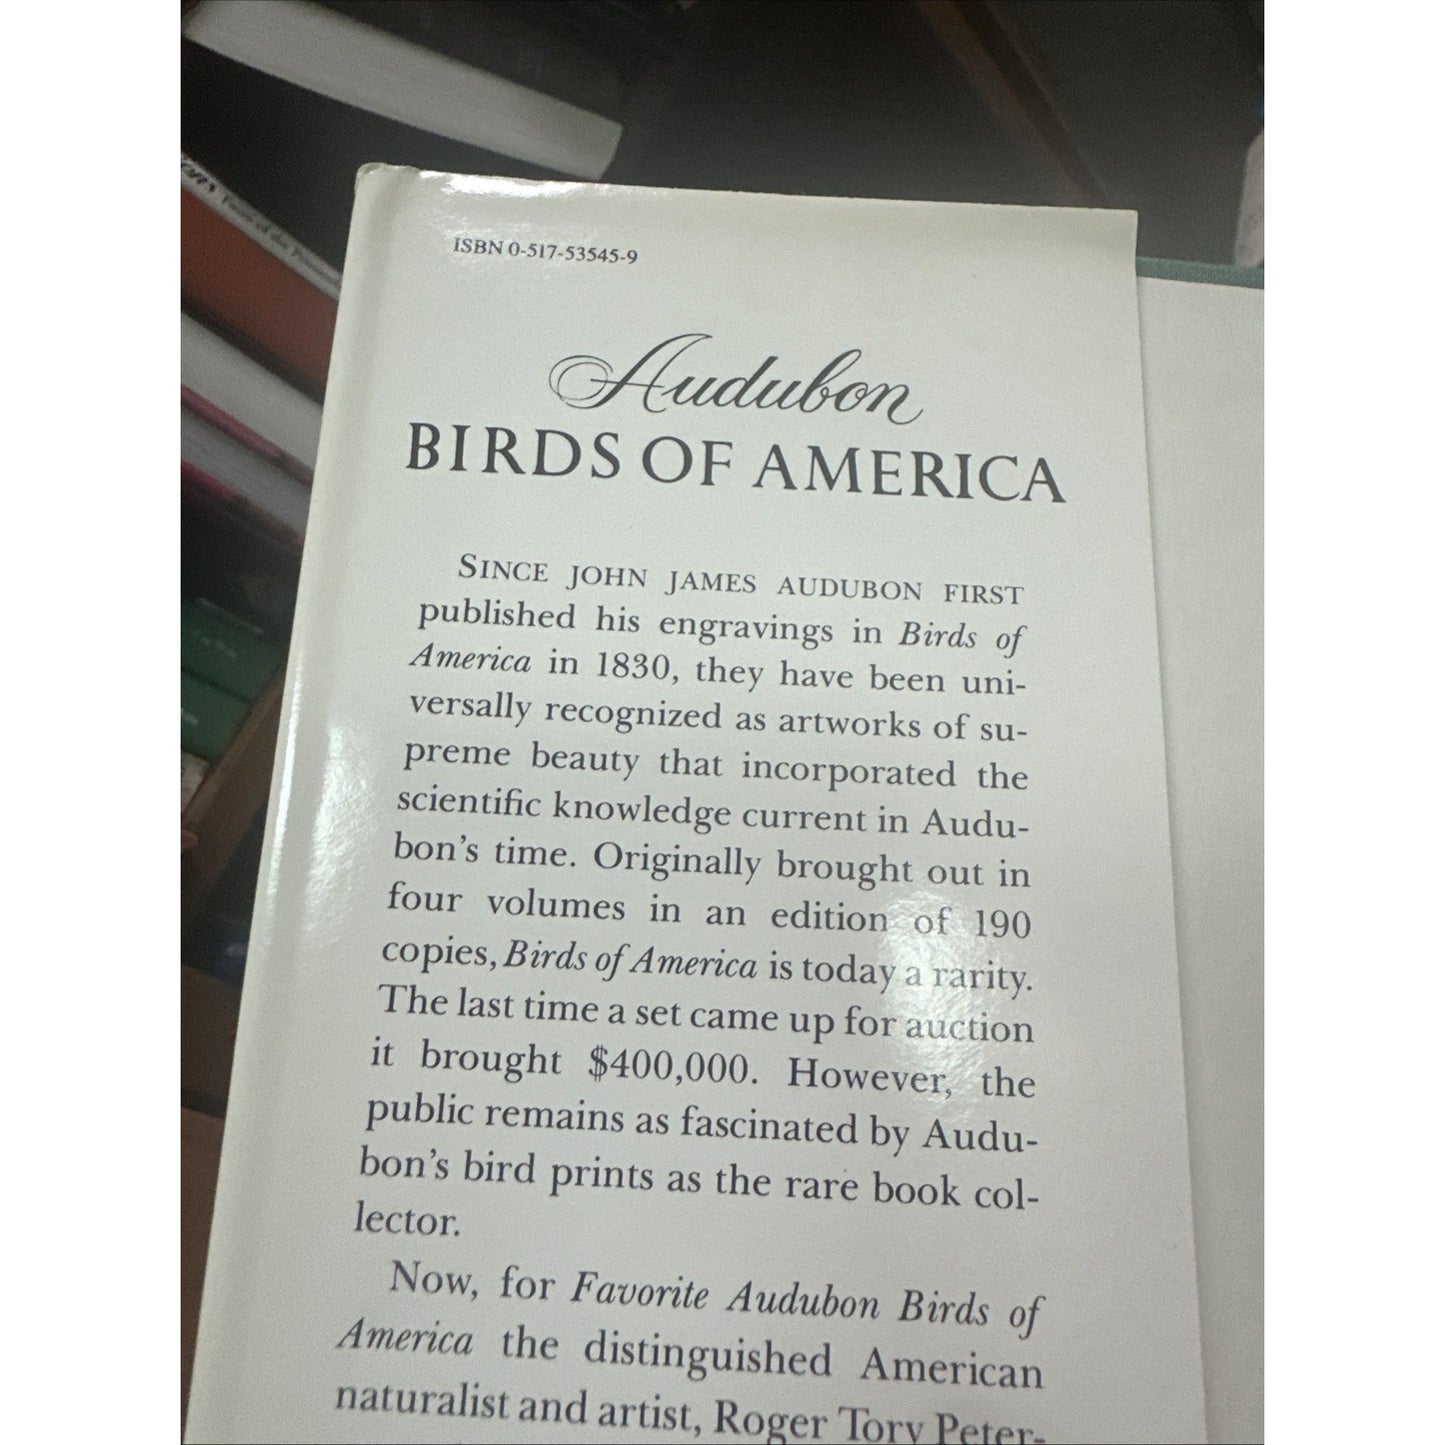 ISBN 0-517-53545-9
Audubon
BIRDS OF AMERICA
SINCE JOHN JAMES AUDUBON FIRST
published his engravings in Birds of
America in 1830, they have been uni-
versally recognized as artworks of su-
preme beauty that incorporated the
scientific knowledge current in Audu-
bon's time. Originally brought out in
four volumes in an edition of 190
copies, Birds of America is today a rarity.
The last time a set came up for auction
it brought $400,000. However, the
public remains as fascinated by Audu-
bon's bird prints as the rare book col-
lector.
Now, for Favorite Audubon Birds of
America the distinguished American
naturalist and artist, Roger Tory Peter-